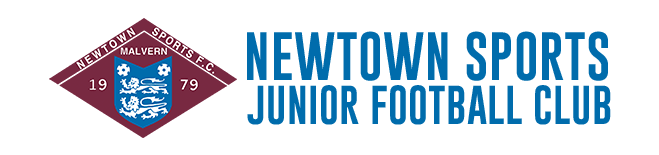 NEWTOWN SPORTS F.C.
MALVERN
19 79
NEWTOWN SPORTS
JUNIOR FOOTBALL CLUB